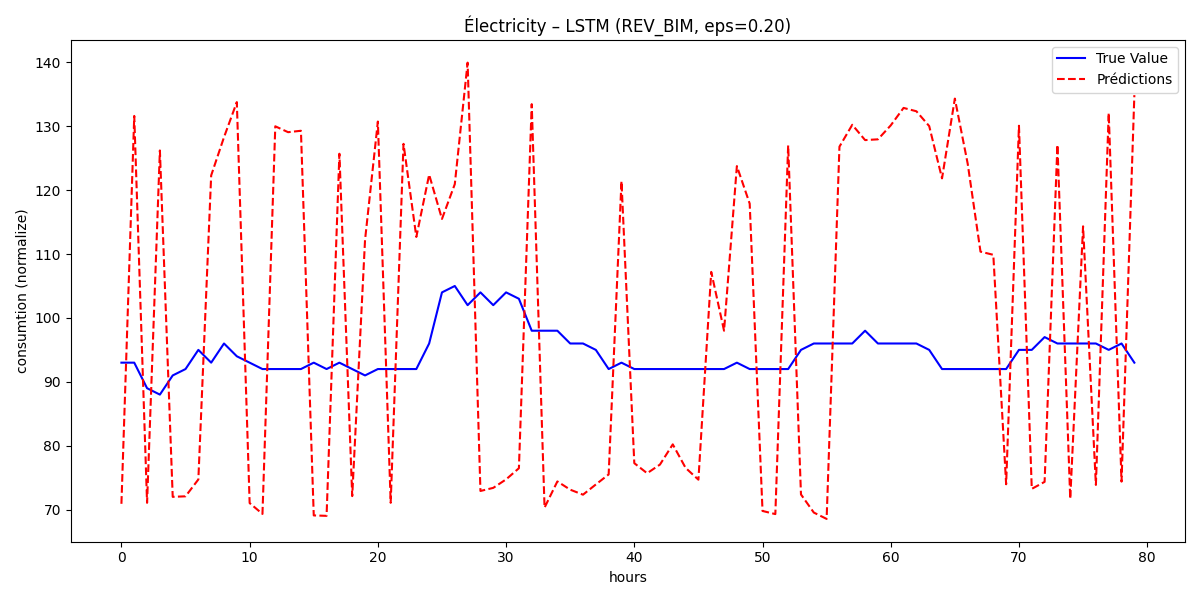 Électricity – LSTM (REV_BIM, eps=0.20)
True Value
Prédictions
consumtion (normalize)
140
130
120
110
100
90
80
70
0 10 20 30 40 50 60 70 80
hours